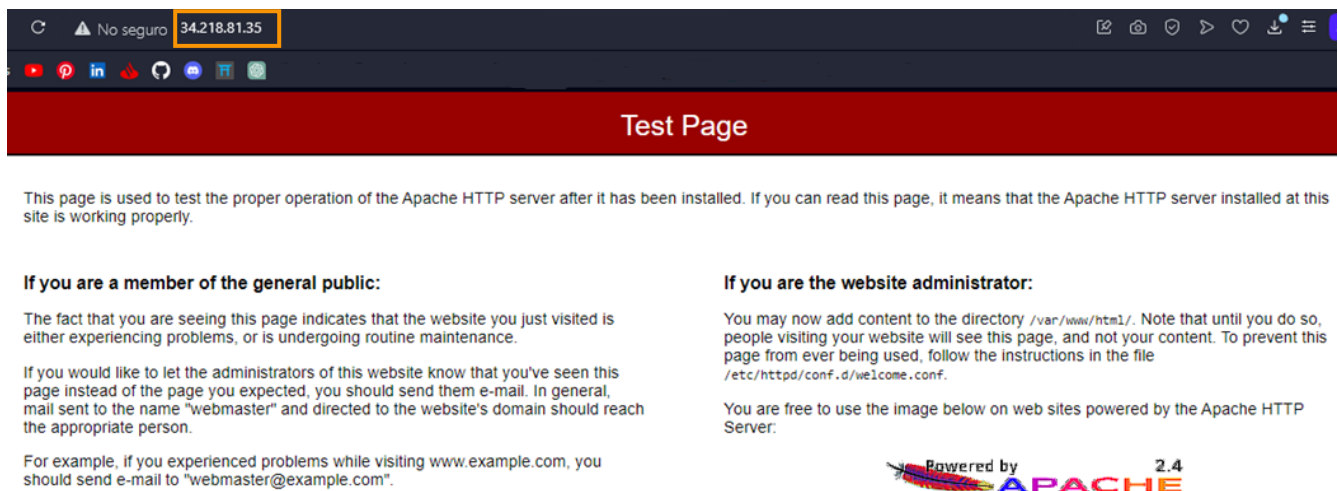 No seguro 34.218.81.35
in
Test Page
This page is used to test the proper operation of the Apache HTTP server after it has been installed. If you can read this page, it means that the Apache HTTP server installed at this
site is working properly.
If you are a member of the general public:
The fact that you are seeing this page indicates that the website you just visited is
either experiencing problems, or is undergoing routine maintenance.
If you would like to let the administrators of this website know that you've seen this
page instead of the page you expected, you should send them e-mail. In general,
mail sent to the name "webmaster" and directed to the website's domain should reach
the appropriate person.
For example, if you experienced problems while visiting www.example.com, you
should send e-mail to "webmaster@example.com".
If you are the website administrator:
You may now add content to the directory /var/www/html/. Note that until you do so,
people visiting your website will see this page, and not your content. To prevent this
page from ever being used, follow the instructions in the file
/etc/httpd/conf.d/welcome.conf.
You are free to use the image below on web sites powered by the Apache HTTP
Server:
Powered by 2.4
APACHE